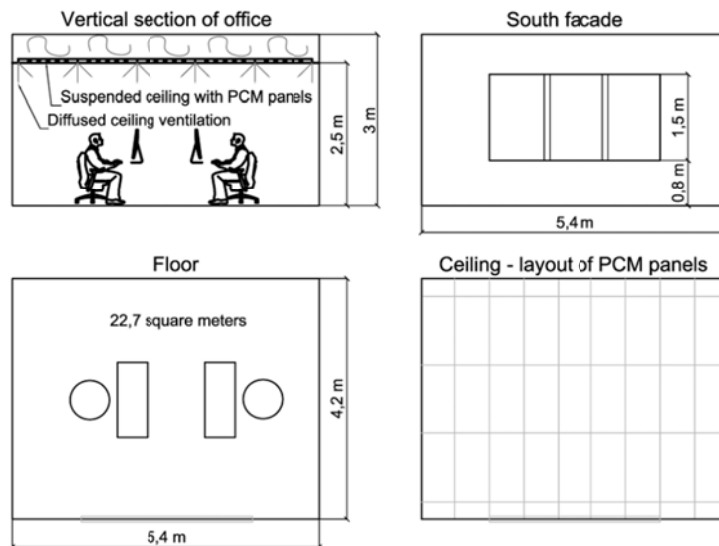 Vertical section of office
Suspended ceiling with PCM panels
Diffused ceiling ventilation
2,5 m
3 m
South facade
1,5 m
0,8 m
5,4 m
Floor
22,7 square meters
4,2 m
5,4 m
Ceiling - layout of PCM panels